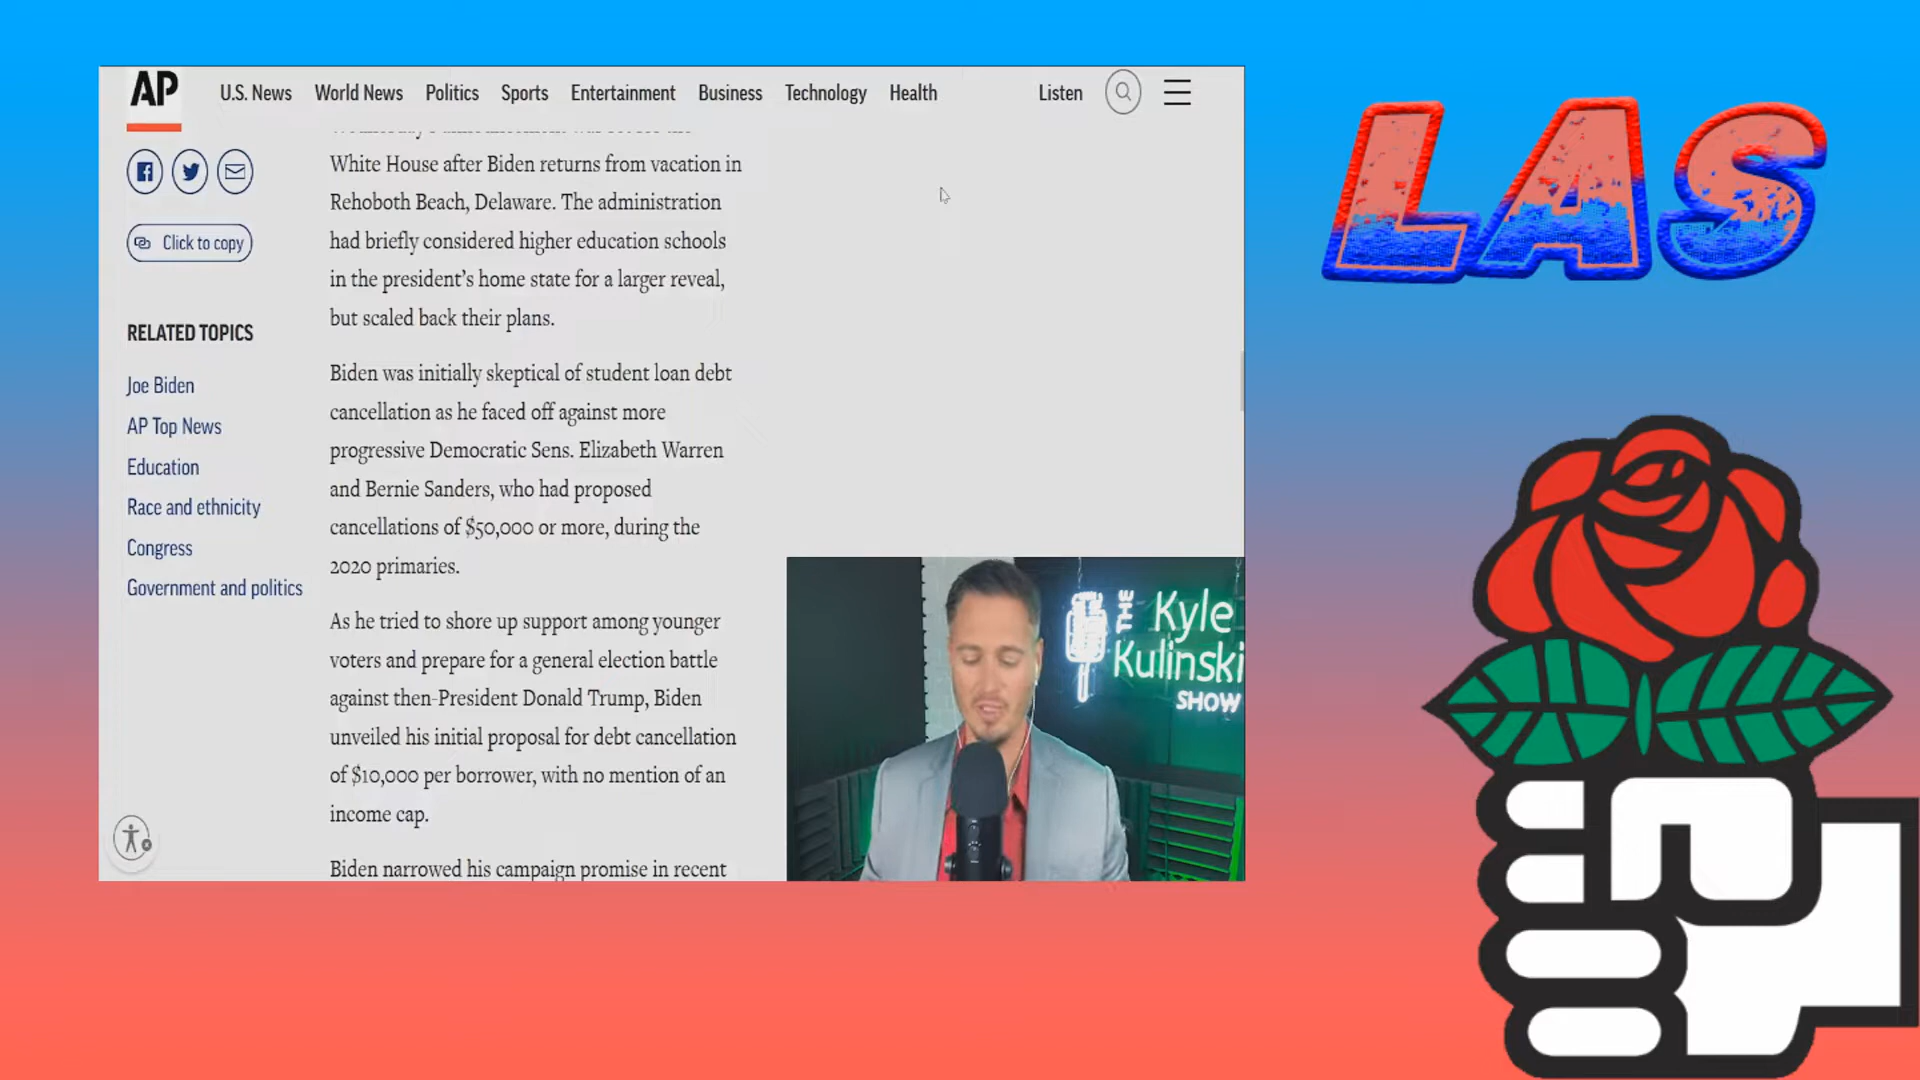 AP
U.S. News World News Politics Sports Entertainment Business Technology Health Listen
Click to copy
RELATED TOPICS
Joe Biden
AP Top News
Education
Race and ethnicity
Congress
Government and politics
White House after Biden returns from vacation in
Rehoboth Beach, Delaware. The administration
had briefly considered higher education schools
in the president’s home state for a larger reveal,
but scaled back their plans.
Biden was initially skeptical of student loan debt
cancellation as he faced off against more
progressive Democratic Sens. Elizabeth Warren
and Bernie Sanders, who had proposed
cancellations of $50,000 or more, during the
2020 primaries.
As he tried to shore up support among younger
voters and prepare for a general election battle
against then-President Donald Trump, Biden
unveiled his initial proposal for debt cancellation
of $10,000 per borrower, with no mention of an
income cap.
Biden narrowed his campaign promise in recent
THE
Kyle
Kulinski
SHOW
LAS